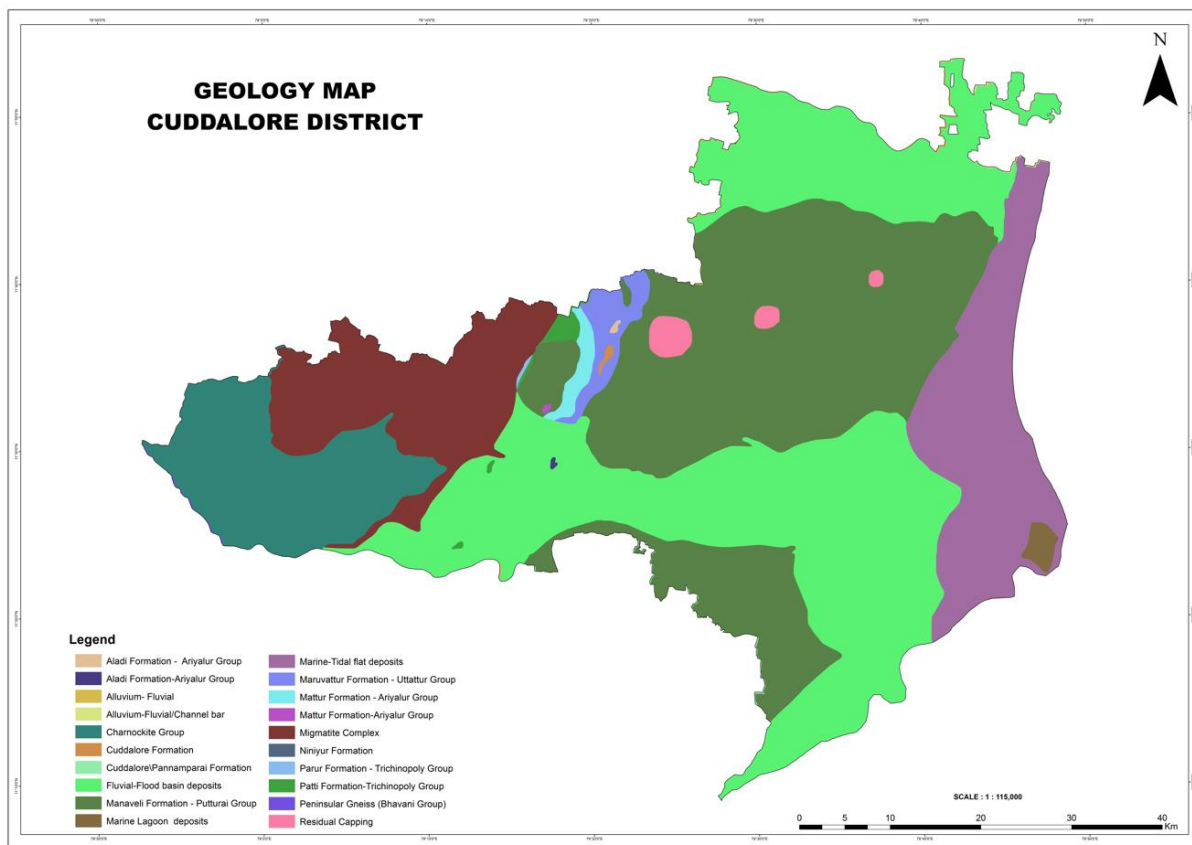 GEOLOGY MAP
CUDDALORE DISTRICT
N
Legend
Aladi Formation - Ariyalur Group
Aladi Formation-Ariyalur Group
Alluvium- Fluvial
Alluvium-Fluvial/Channel bar
Charnockite Group
Cuddalore Formation
Cuddalore\Pannamparai Formation
Fluvial-Flood basin deposits
Manaveli Formation - Putturai Group
Marine Lagoon deposits
Marine-Tidal flat deposits
Maruvattur Formation - Uttattur Group
Mattur Formation - Ariyalur Group
Mattur Formation-Ariyalur Group
Migmatite Complex
Niniyur Formation
Parur Formation - Trichinopoly Group
Patti Formation-Trichinopoly Group
Peninsular Gneiss (Bhavani Group)
Residual Capping
SCALE : 1 : 115,000
0 5 10 20 30 40
Km